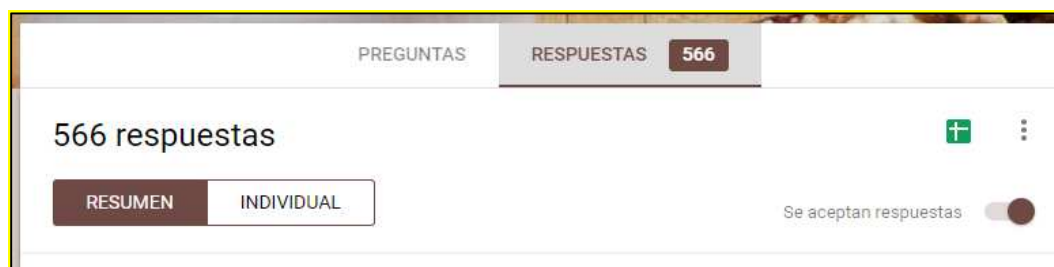 PREGUNTAS RESPUESTAS 566
566 respuestas
RESUMEN INDIVIDUAL
Se aceptan respuestas